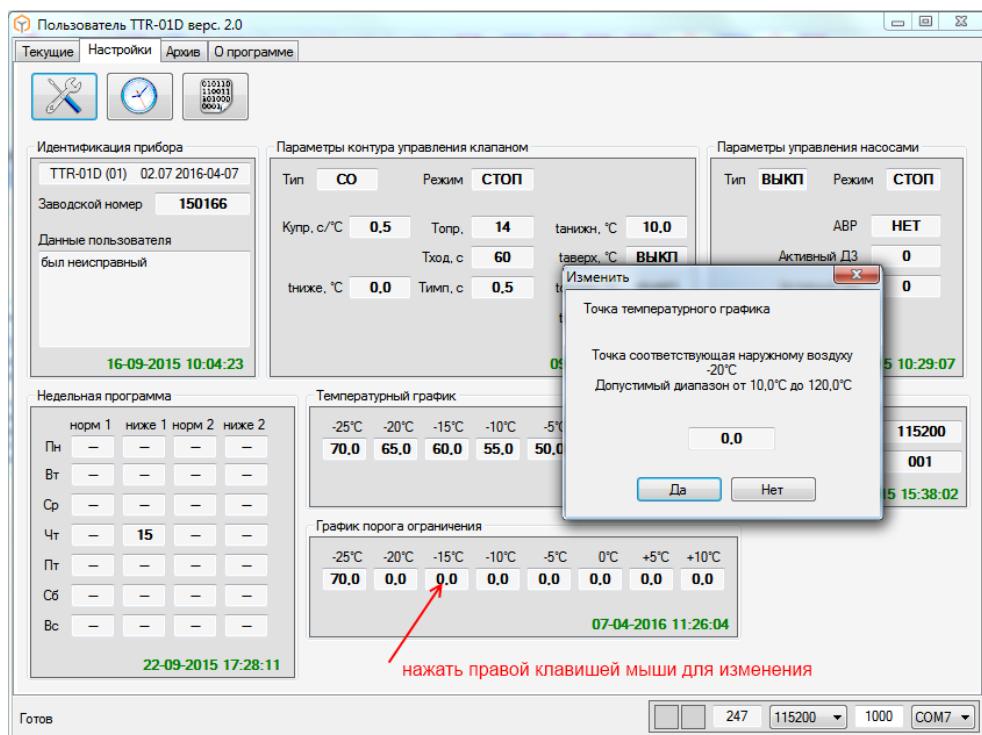 Пользователь TTR-01D верс. 2.0
Текущие Настройки Архив О программе
Идентификация прибора
TTR-01D (01) 02.07 2016-04-07
Заводской номер 150166
Данные пользователя
был неисправный
16-09-2015 10:04:23
Параметры контура управления клапаном
Тип СО Режим СТОП
Купр, с/°C 0,5 Tопр, 14 tанижн, °C 10,0
Tход, с 60 tаверх, °C ВЫКЛ
tниже, °C 0,0 Tимп, с 0,5
Параметры управления насосами
Тип ВЫКЛ Режим СТОП
АВР НЕТ
Активный ДЗ 0
0
5 10:29:07
Изменить
Точка температурного графика
Точка соответствующая наружному воздуху
-20°C
Допустимый диапазон от 10,0°C до 120,0°C
0,0
Да Нет
Недельная программа
норм 1 ниже 1 норм 2 ниже 2
Пн – – – –
Вт – – – –
Ср – – – –
Чт – 15 – –
Пт – – – –
Сб – – – –
Вс – – – –
22-09-2015 17:28:11
Температурный график
-25°C -20°C -15°C -10°C -5°
70,0 65,0 60,0 55,0 50,0
115200
001
15 15:38:02
График порога ограничения
-25°C -20°C -15°C -10°C -5°C 0°C +5°C +10°C
70,0 0,0 0,0 0,0 0,0 0,0 0,0 0,0
07-04-2016 11:26:04
нажать правой клавишей мыши для изменения
Готов 247 115200 1000 COM7